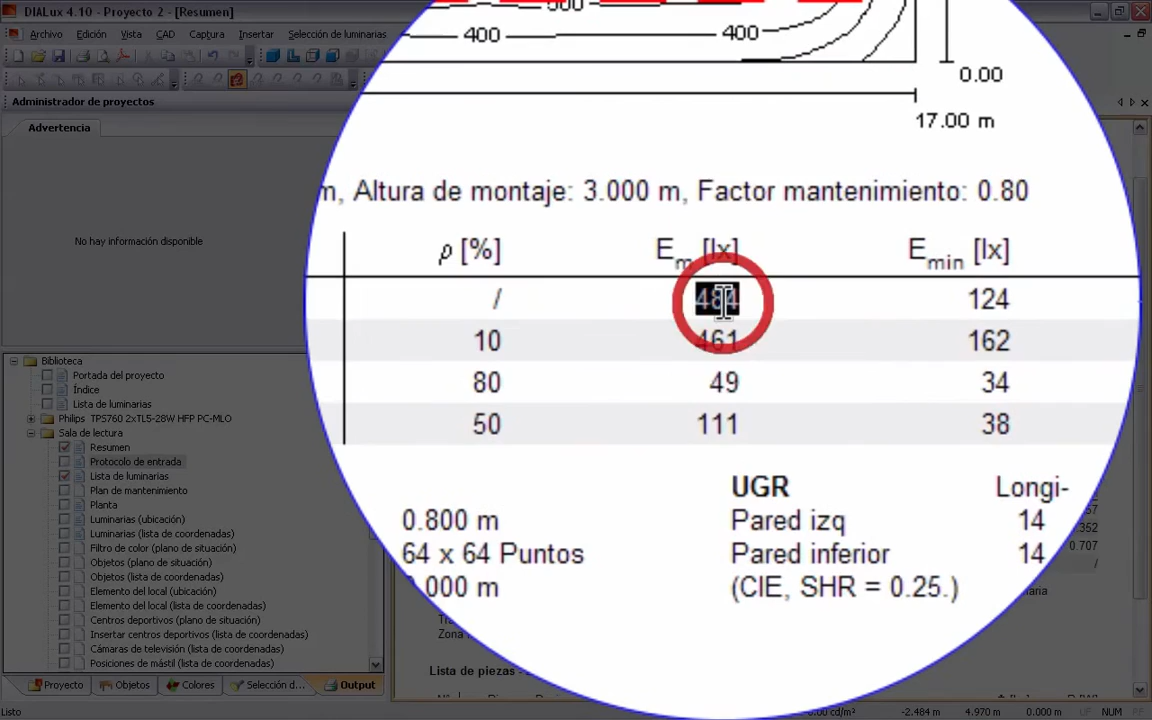 DIALux 4.10 - Proyecto 2 - [Resumen]
Archivo Edición Vista CAD Captura Insertar Selección de luminarias
Administrador de proyectos
Advertencia
No hay información disponible
400 400
0.00
17.00 m
m, Altura de montaje: 3.000 m, Factor mantenimiento: 0.80
ρ [%] Em [lx] Emin [lx]
/ 484 124
10 461 162
80 49 34
50 111 38
UGR Longi-
0.800 m Pared izq 14
64 x 64 Puntos Pared inferior 14
.000 m (CIE, SHR = 0.25.)
Biblioteca
Portada del proyecto
Índice
Lista de luminarias
Philips TPS760 2xTL5-28W HFP PC-MLO
Sala de lectura
Resumen
Protocolo de entrada
Lista de luminarias
Plan de mantenimiento
Planta
Luminarias (ubicación)
Luminarias (lista de coordenadas)
Filtro de color (plano de situación)
Objetos (plano de situación)
Objetos (lista de coordenadas)
Elemento del local (ubicación)
Elemento del local (lista de coordenadas)
Centros deportivos (plano de situación)
Insertar centros deportivos (lista de coordenadas)
Cámaras de televisión (lista de coordenadas)
Posiciones de mástil (lista de coordenadas)
0.707
/
Zona
Lista de piezas -
Proyecto Objetos Colores Selección d... Output
Listo cd/m² -2.484 m 4.970 m 0.000 m NUM